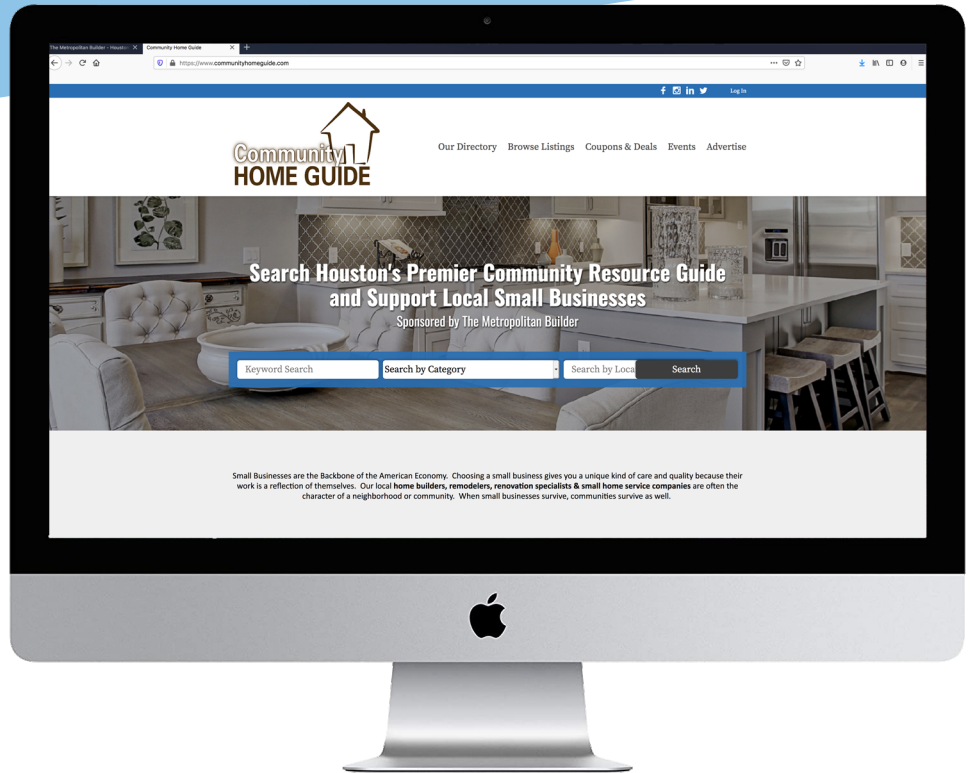 The Metropolitan Builder - Houston
Community Home Guide
https://www.communityhomeguide.com
Log In
Community
HOME GUIDE
Our Directory Browse Listings Coupons & Deals Events Advertise
Search Houston's Premier Community Resource Guide
and Support Local Small Businesses
Sponsored by The Metropolitan Builder
Keyword Search Search by Category Search by Loca Search
Small Businesses are the Backbone of the American Economy. Choosing a small business gives you a unique kind of care and quality because their
work is a reflection of themselves. Our local home builders, remodelers, renovation specialists & small home service companies are often the
character of a neighborhood or community. When small businesses survive, communities survive as well.